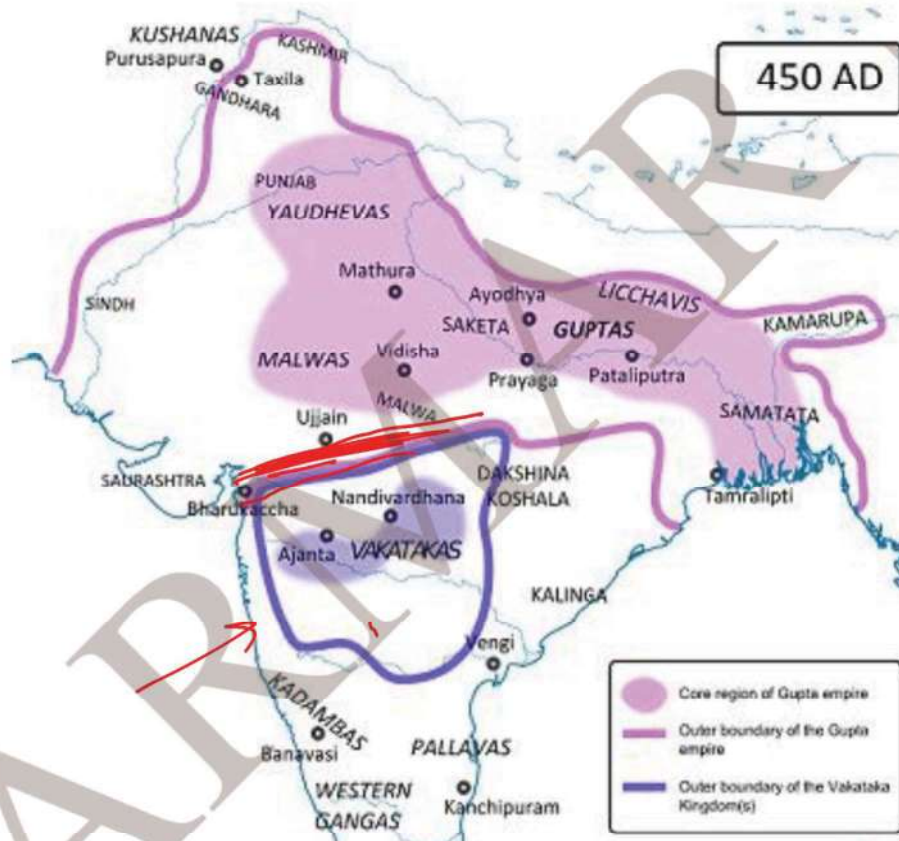 KUSHANAS
KASHMIR
Purusapura
Taxila
GANDHARA
450 AD
PUNJAB
YAUDHEVAS
Mathura
Ayodhya
LICCHAVIS
SINDH
SAKETA
GUPTAS
KAMARUPA
MALWAS
Vidisha
Prayaga
Pataliputra
MALWA
SAMATATA
Ujjain
SAURASHTRA
DAKSHINA
KOSHALA
Bharukaccha
Nandivardhana
Tamralipti
Ajanta
VAKATAKAS
KALINGA
Vengi
KADAMBAS
Banavasi
PALLAVAS
WESTERN
GANGAS
Kanchipuram
Core region of Gupta empire
Outer boundary of the Gupta
empire
Outer boundary of the Vakataka
Kingdom(s)